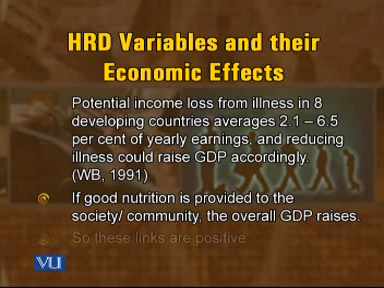 HRD Variables and their
Economic Effects
Potential income loss from illness in 8
developing countries averages 2.1 – 6.5
per cent of yearly earnings, and reducing
illness could raise GDP accordingly.
(WB, 1991)
If good nutrition is provided to the
society/ community, the overall GDP raises.
So these links are positive.
VU